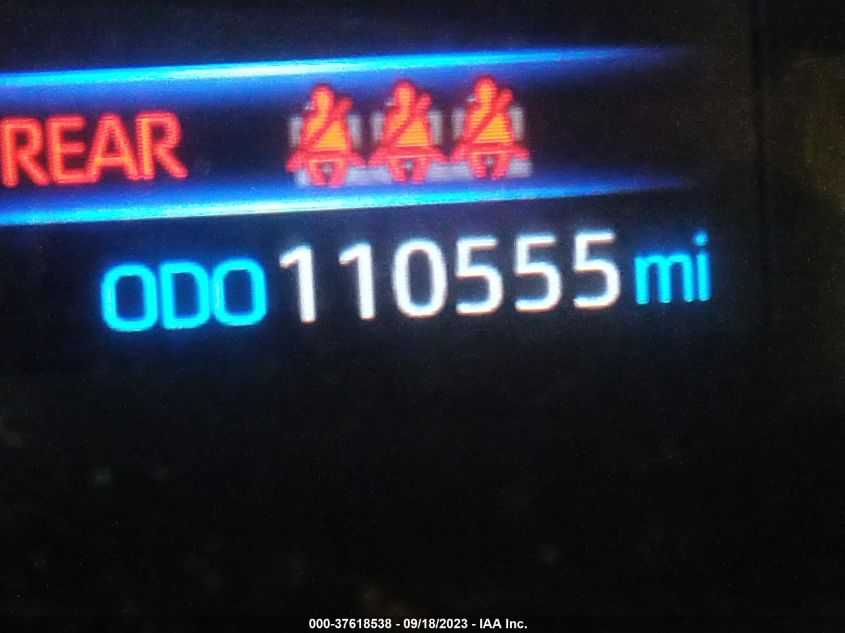 REAR
ODO 110555 mi
000-37618538 - 09/18/2023 - IAA Inc.